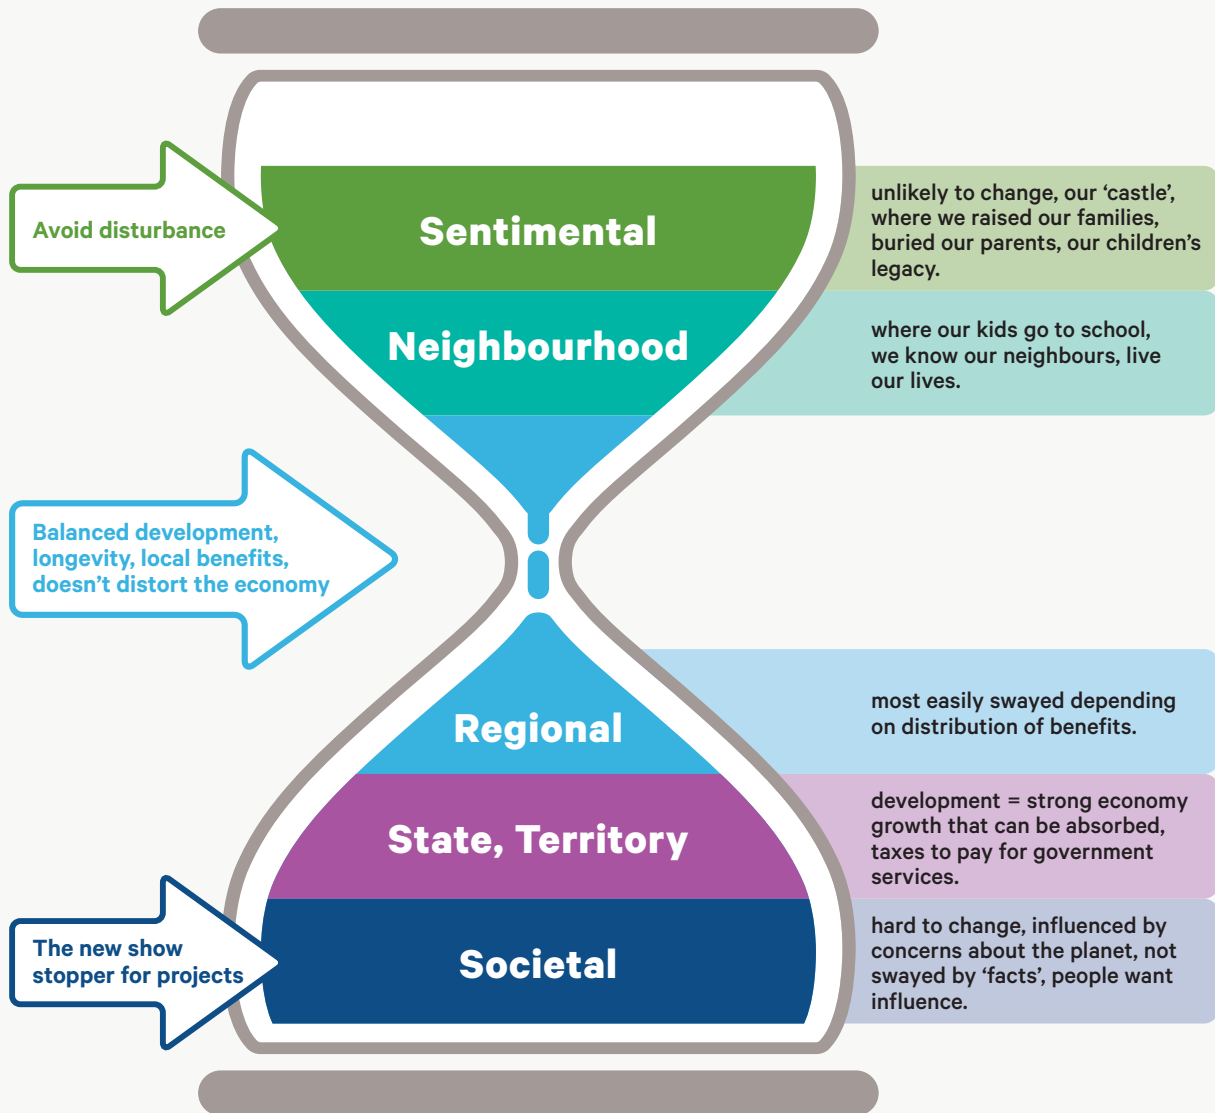 Avoid disturbance
Sentimental
unlikely to change, our ‘castle’,
where we raised our families,
buried our parents, our children’s
legacy.
Neighbourhood
where our kids go to school,
we know our neighbours, live
our lives.
Balanced development,
longevity, local benefits,
doesn’t distort the economy
Regional
most easily swayed depending
on distribution of benefits.
State, Territory
development = strong economy
growth that can be absorbed,
taxes to pay for government
services.
The new show
stopper for projects
Societal
hard to change, influenced by
concerns about the planet, not
swayed by ‘facts’, people want
influence.